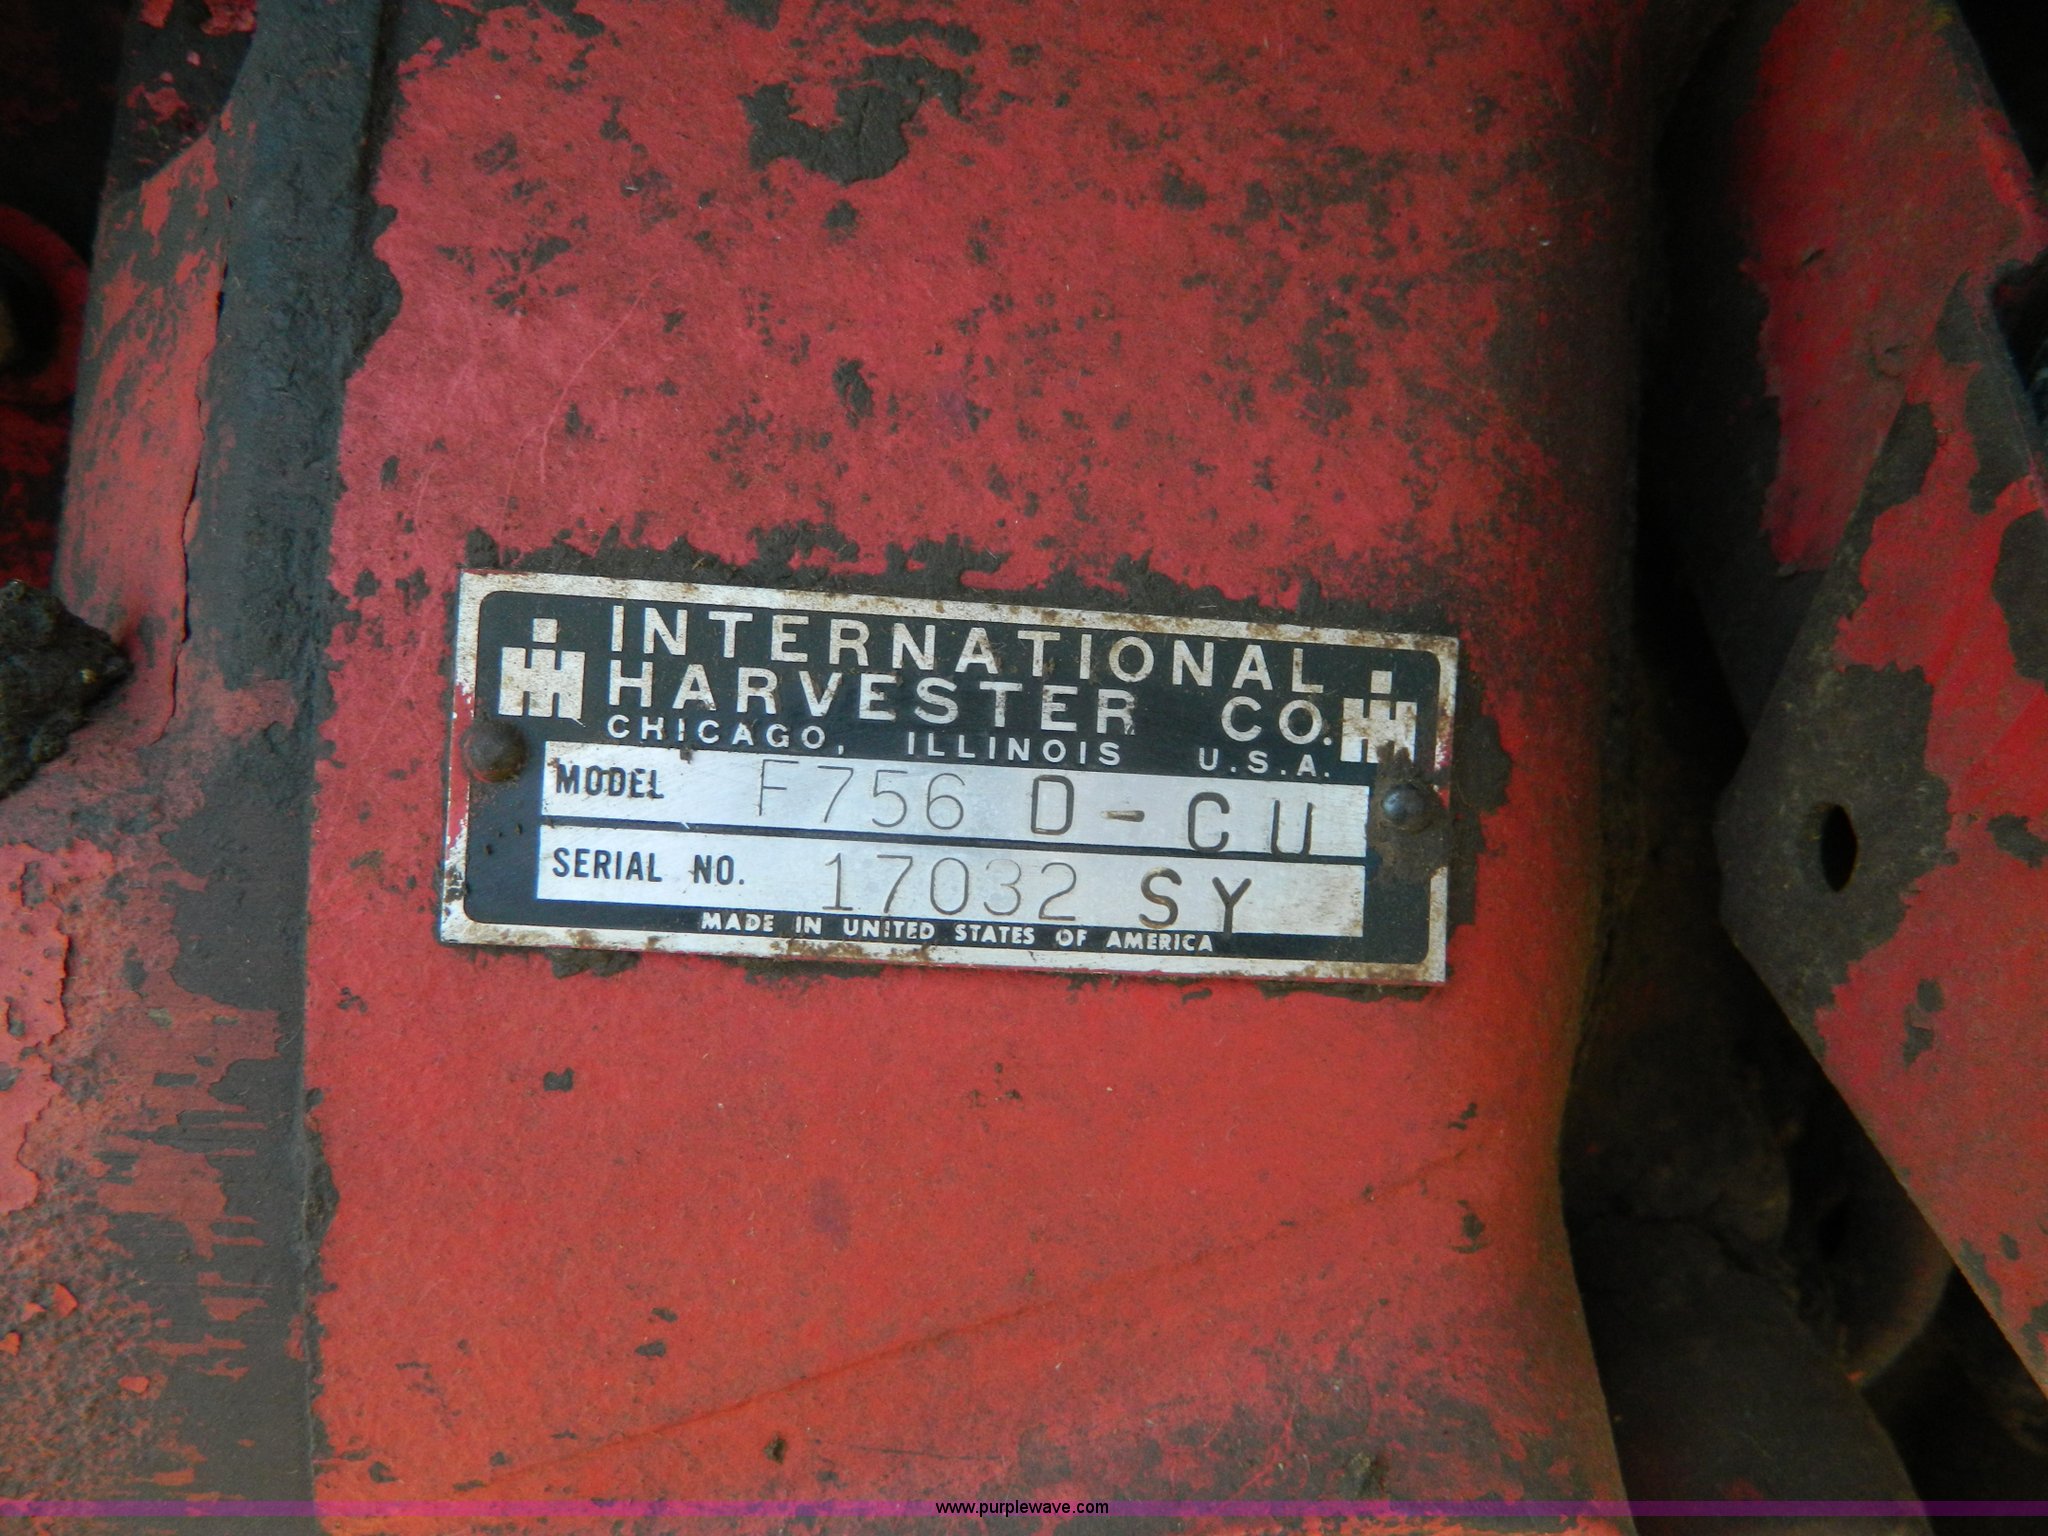 INTERNATIONAL
HARVESTER CO.
CHICAGO, ILLINOIS U.S.A.
MODEL F756 D-CU
SERIAL NO. 17032 SY
MADE IN UNITED STATES OF AMERICA
www.purplewave.com